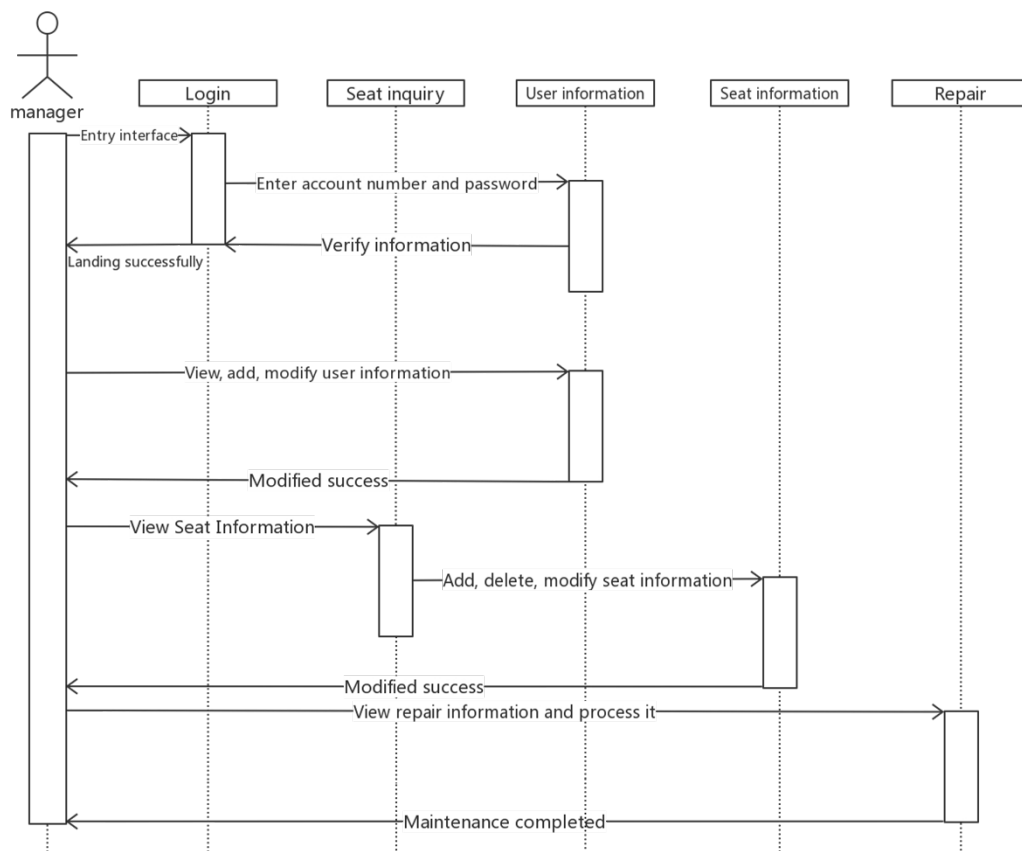 manager
Login
Seat inquiry
User information
Seat information
Repair
Entry interface
Enter account number and password
Verify information
Landing successfully
View, add, modify user information
Modified success
View Seat Information
Add, delete, modify seat information
Modified success
View repair information and process it
Maintenance completed